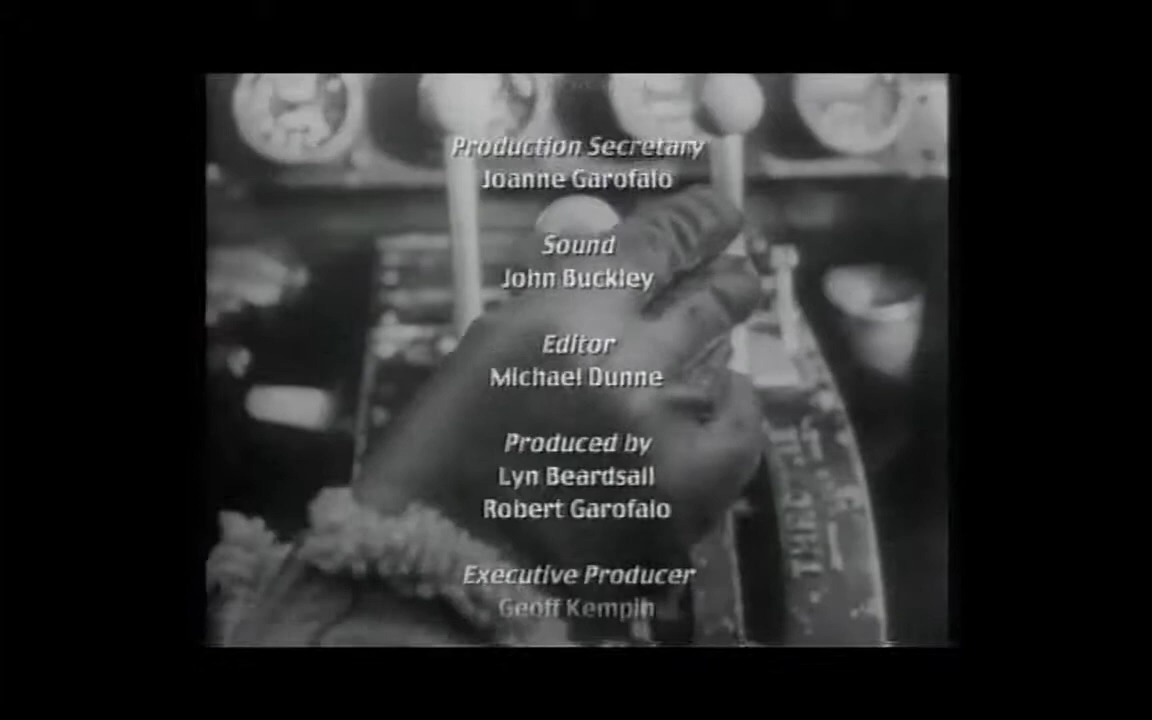 Production Secretary
Joanne Garofalo
Sound
John Buckley
Editor
Michael Dunne
Produced by
Lyn Beardsall
Robert Garofalo
Executive Producer
Geoff Kempin